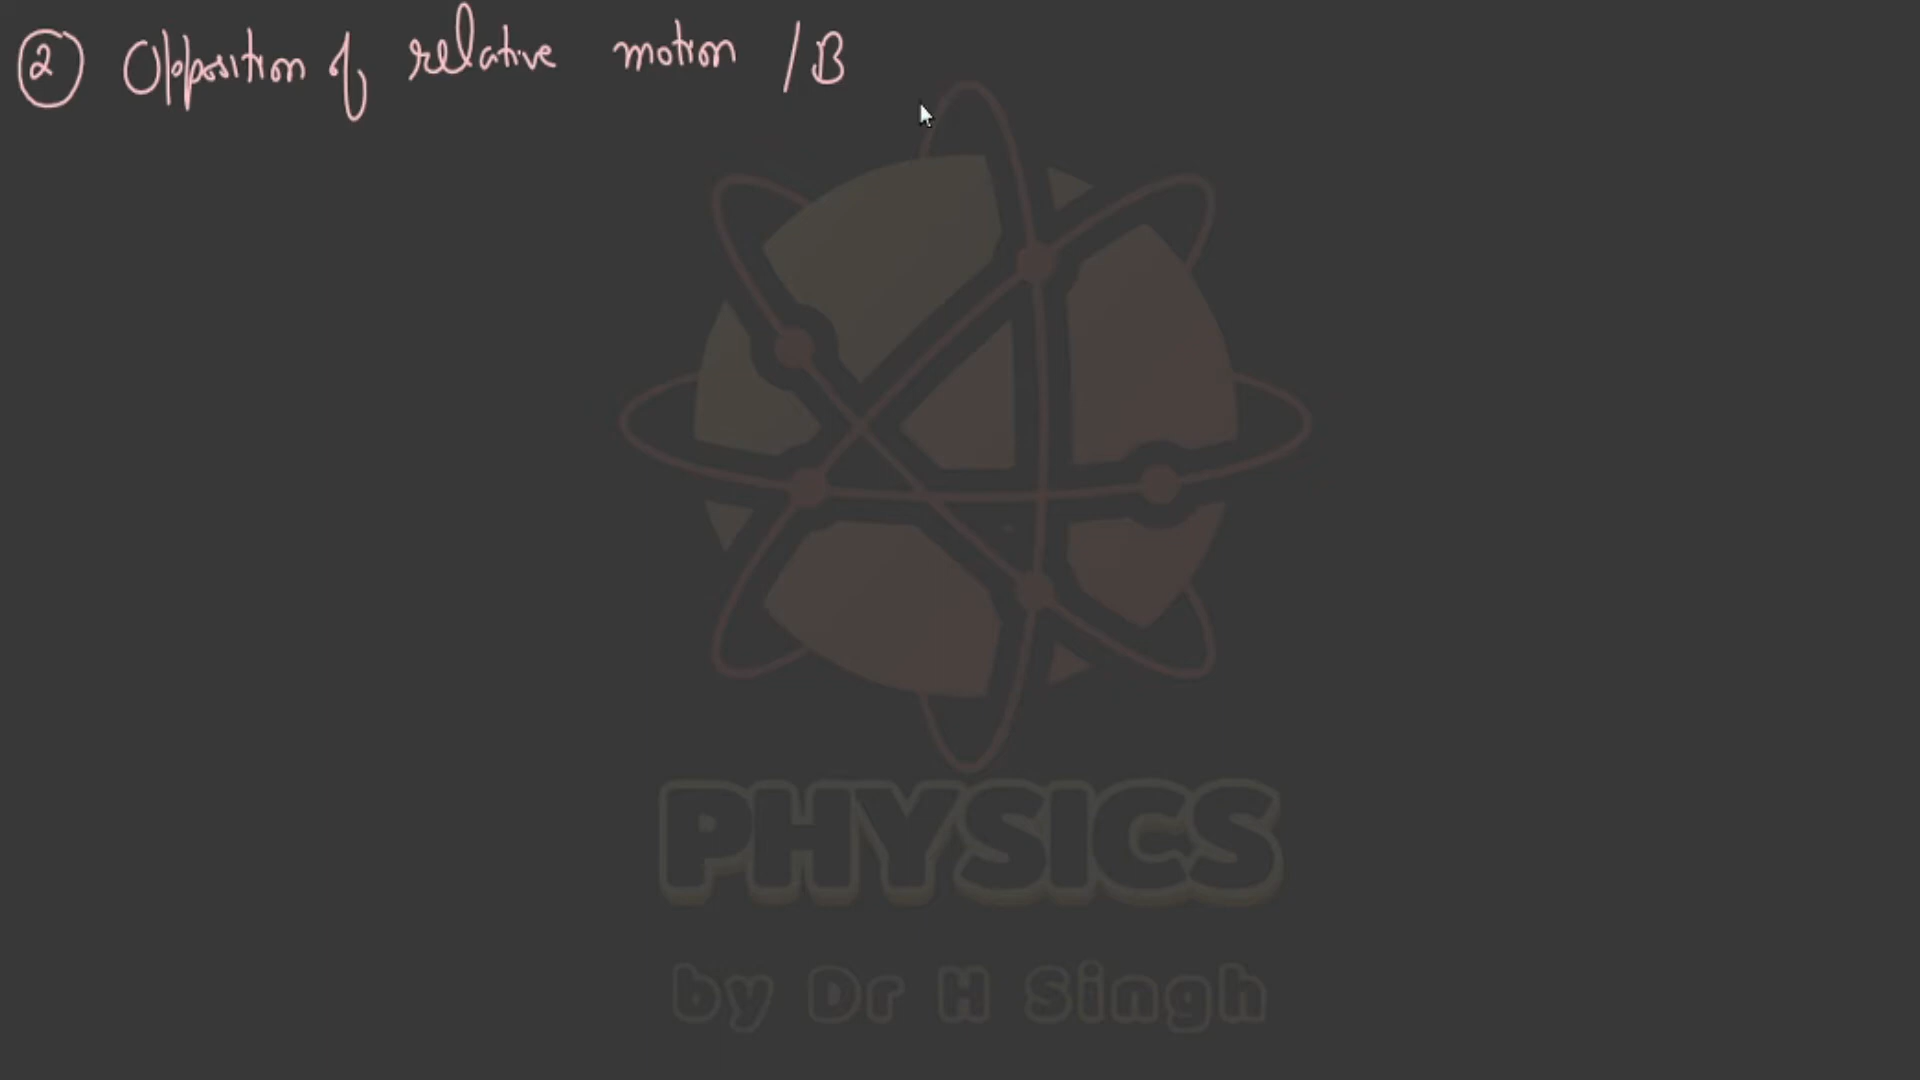 ② Opposition of relative motion / B
PHYSICS
by Dr H Singh